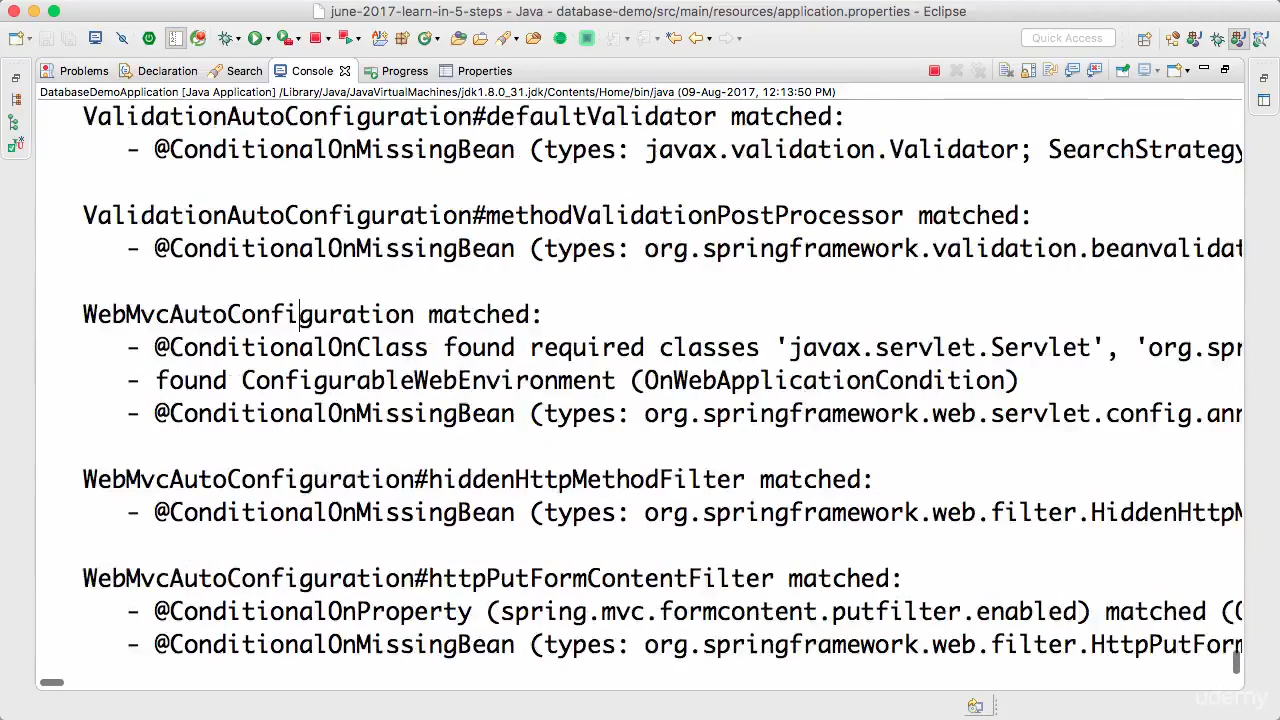 june-2017-learn-in-5-steps - Java - database-demo/src/main/resources/application.properties - Eclipse
Quick Access
Problems Declaration Search Console Progress Properties
DatabaseDemoApplication [Java Application] /Library/Java/JavaVirtualMachines/jdk1.8.0_31.jdk/Contents/Home/bin/java (09-Aug-2017, 12:13:50 PM)
ValidationAutoConfiguration#defaultValidator matched:
- @ConditionalOnMissingBean (types: javax.validation.Validator; SearchStrategy
ValidationAutoConfiguration#methodValidationPostProcessor matched:
- @ConditionalOnMissingBean (types: org.springframework.validation.beanvalidat
WebMvcAutoConfiguration matched:
- @ConditionalOnClass found required classes 'javax.servlet.Servlet', 'org.spr
- found ConfigurableWebEnvironment (OnWebApplicationCondition)
- @ConditionalOnMissingBean (types: org.springframework.web.servlet.config.ann
WebMvcAutoConfiguration#hiddenHttpMethodFilter matched:
- @ConditionalOnMissingBean (types: org.springframework.web.filter.HiddenHttpM
WebMvcAutoConfiguration#httpPutFormContentFilter matched:
- @ConditionalOnProperty (spring.mvc.formcontent.putfilter.enabled) matched (O
- @ConditionalOnMissingBean (types: org.springframework.web.filter.HttpPutForm
udemy